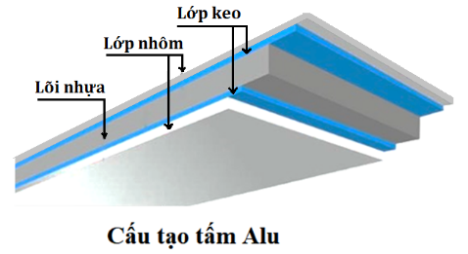 Lớp keo
Lớp nhôm
Lõi nhựa
Cấu tạo tấm Alu